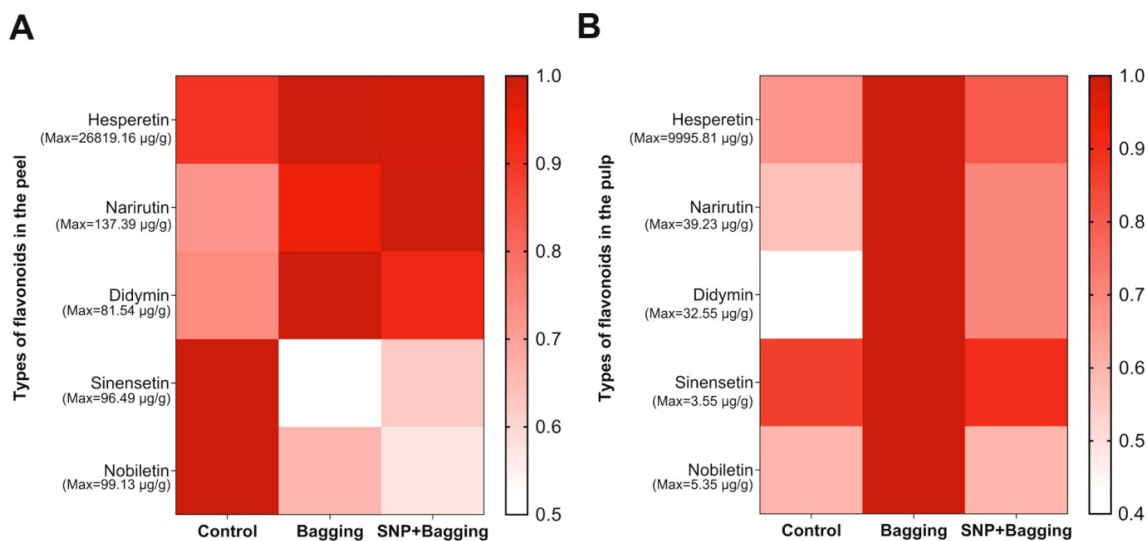 A
Types of flavonoids in the peel
Hesperetin
(Max=26819.16 µg/g)
Narirutin
(Max=137.39 µg/g)
Didymin
(Max=81.54 µg/g)
Sinensetin
(Max=96.49 µg/g)
Nobiletin
(Max=99.13 µg/g)
Control Bagging SNP+Bagging
1.0
0.9
0.8
0.7
0.6
0.5
B
Types of flavonoids in the pulp
Hesperetin
(Max=9995.81 µg/g)
Narirutin
(Max=39.23 µg/g)
Didymin
(Max=32.55 µg/g)
Sinensetin
(Max=3.55 µg/g)
Nobiletin
(Max=5.35 µg/g)
Control Bagging SNP+Bagging
1.0
0.9
0.8
0.7
0.6
0.5
0.4